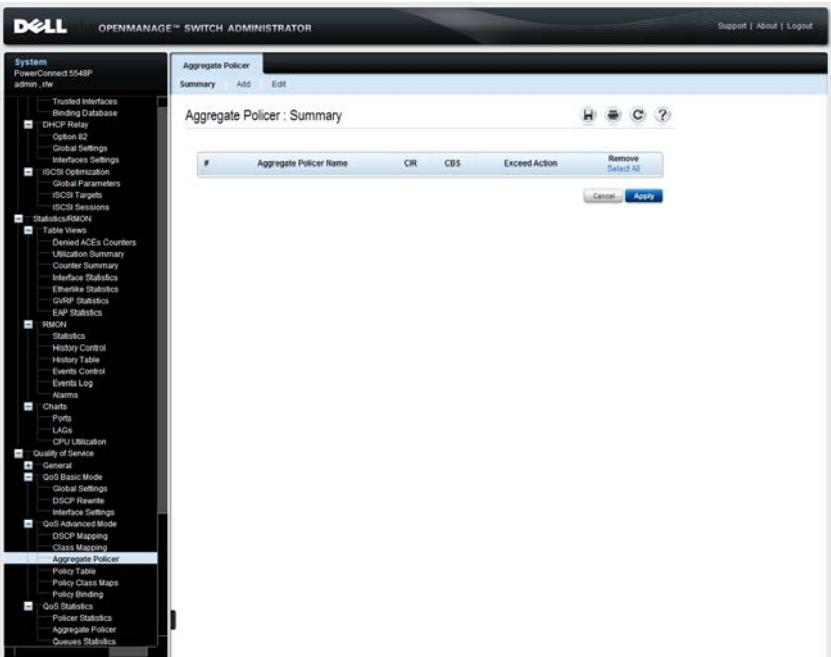 DELL OPENMANAGE™ SWITCH ADMINISTRATOR Support | About | Logout
System
PowerConnect 5548P
admin , r/w
Trusted Interfaces
Binding Database
DHCP Relay
Option 82
Global Settings
Interfaces Settings
iSCSI Optimization
Global Parameters
iSCSI Targets
iSCSI Sessions
Statistics/RMON
Table Views
Denied ACEs Counters
Utilization Summary
Counter Summary
Interface Statistics
Etherlike Statistics
GVRP Statistics
EAP Statistics
RMON
Statistics
History Control
History Table
Events Control
Events Log
Alarms
Charts
Ports
LAGs
CPU Utilization
Quality of Service
General
QoS Basic Mode
Global Settings
DSCP Rewrite
Interface Settings
QoS Advanced Mode
DSCP Mapping
Class Mapping
Aggregate Policer
Policy Table
Policy Class Maps
Policy Binding
QoS Statistics
Policer Statistics
Aggregate Policer
Queues Statistics
Aggregate Policer
Summary Add Edit
Aggregate Policer : Summary ?
# Aggregate Policer Name CIR CBS Exceed Action Remove
Select All
Cancel Apply